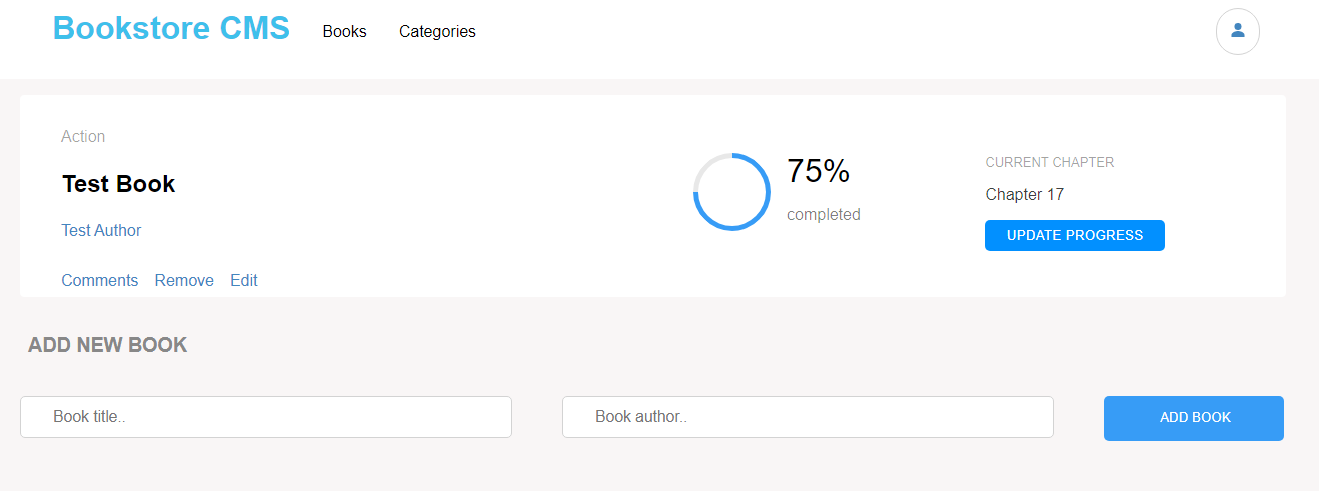 Bookstore CMS Books Categories
Action
Test Book
Test Author
Comments Remove Edit
75%
completed
CURRENT CHAPTER
Chapter 17
UPDATE PROGRESS
ADD NEW BOOK
Book title.. Book author.. ADD BOOK